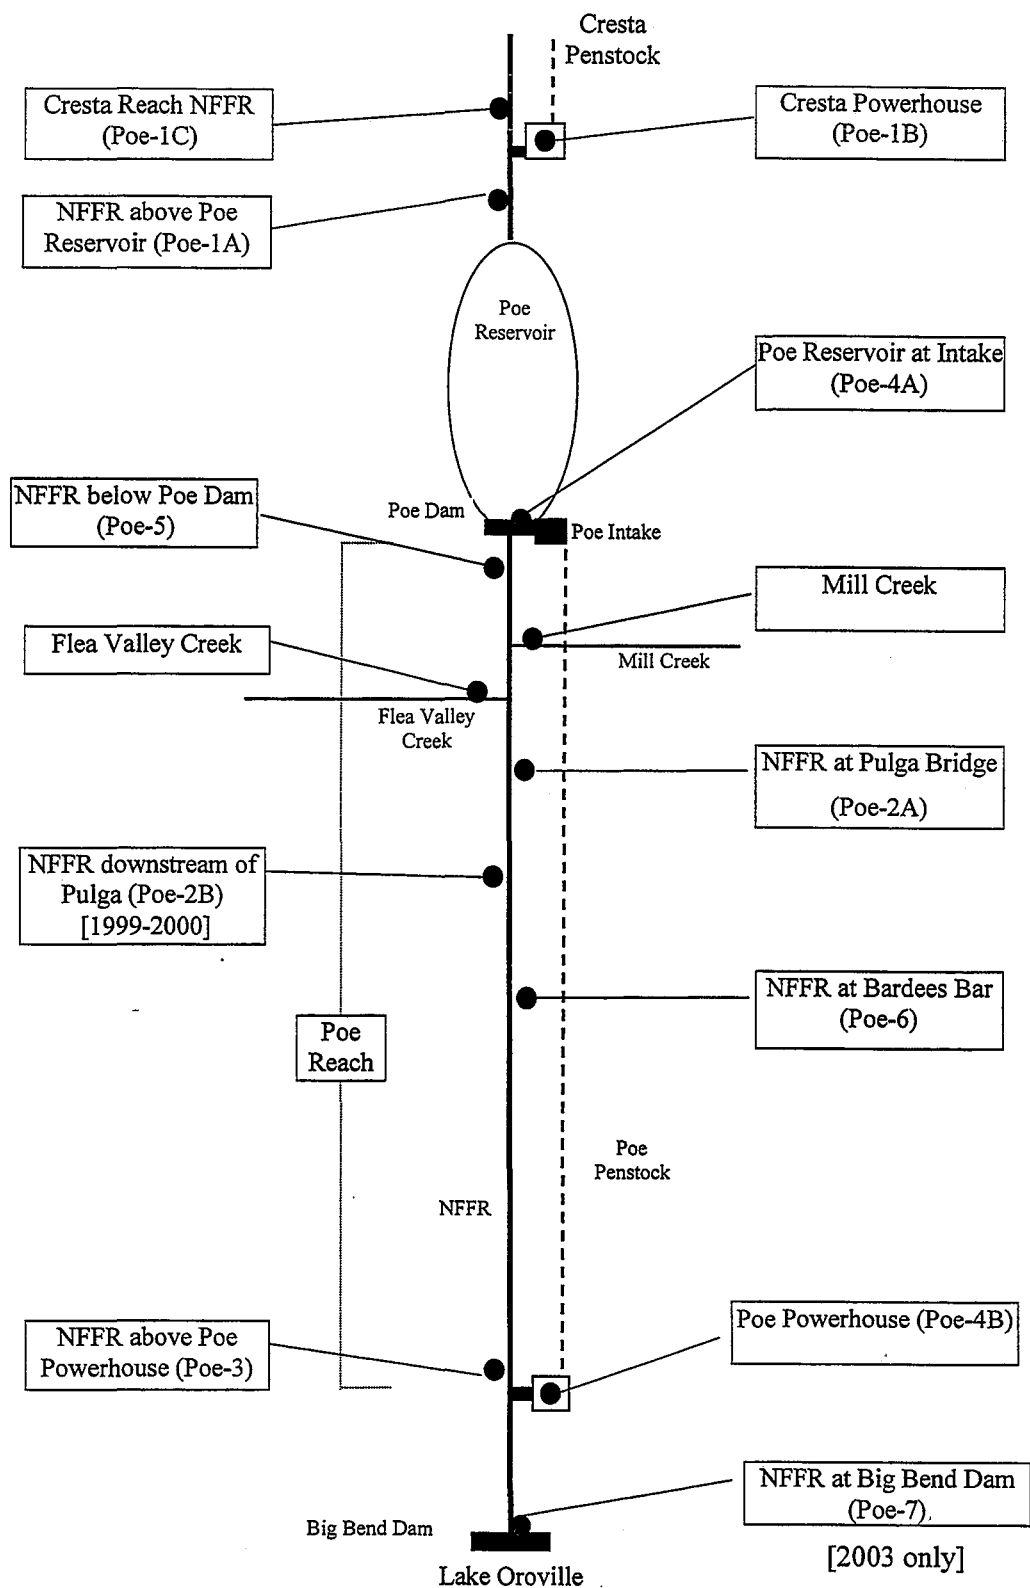 Cresta
Penstock
Cresta Reach NFFR
(Poe-1C)
Cresta Powerhouse
(Poe-1B)
NFFR above Poe
Reservoir (Poe-1A)
Poe
Reservoir
Poe Reservoir at Intake
(Poe-4A)
NFFR below Poe Dam
(Poe-5)
Poe Dam
Poe Intake
Mill Creek
Flea Valley Creek
Mill Creek
Flea Valley
Creek
NFFR at Pulga Bridge
(Poe-2A)
NFFR downstream of
Pulga (Poe-2B)
[1999-2000]
NFFR at Bardees Bar
(Poe-6)
Poe
Reach
Poe
Penstock
NFFR
Poe Powerhouse (Poe-4B)
NFFR above Poe
Powerhouse (Poe-3)
NFFR at Big Bend Dam
(Poe-7)
Big Bend Dam
[2003 only]
Lake Oroville